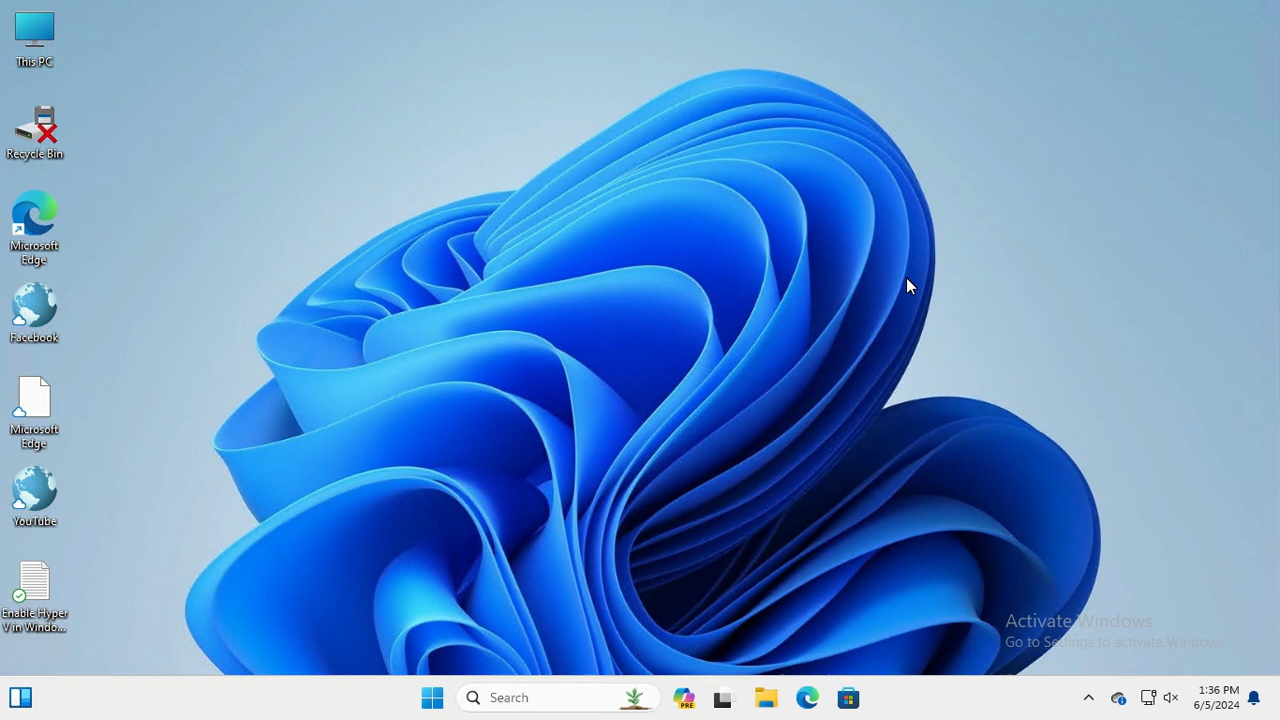 This PC
Recycle Bin
Microsoft
Edge
Facebook
Microsoft
Edge
YouTube
Enable Hyper
V in Windo...
Activate Windows
Go to Settings to activate Windows.
Search
PRE
1:36 PM
6/5/2024